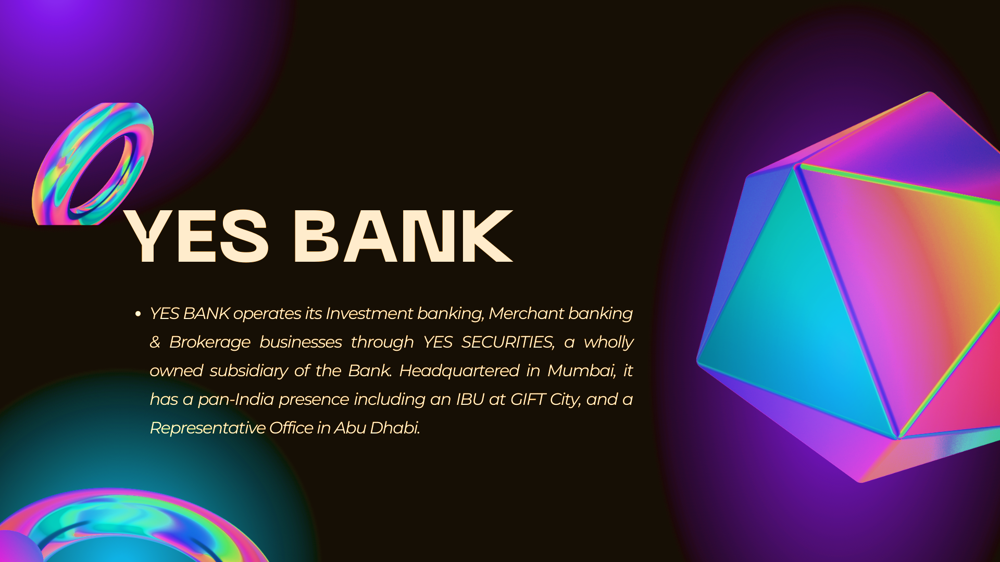 YES BANK
• YES BANK operates its Investment banking, Merchant banking
& Brokerage businesses through YES SECURITIES, a wholly
owned subsidiary of the Bank. Headquartered in Mumbai, it
has a pan-India presence including an IBU at GIFT City, and a
Representative Office in Abu Dhabi.